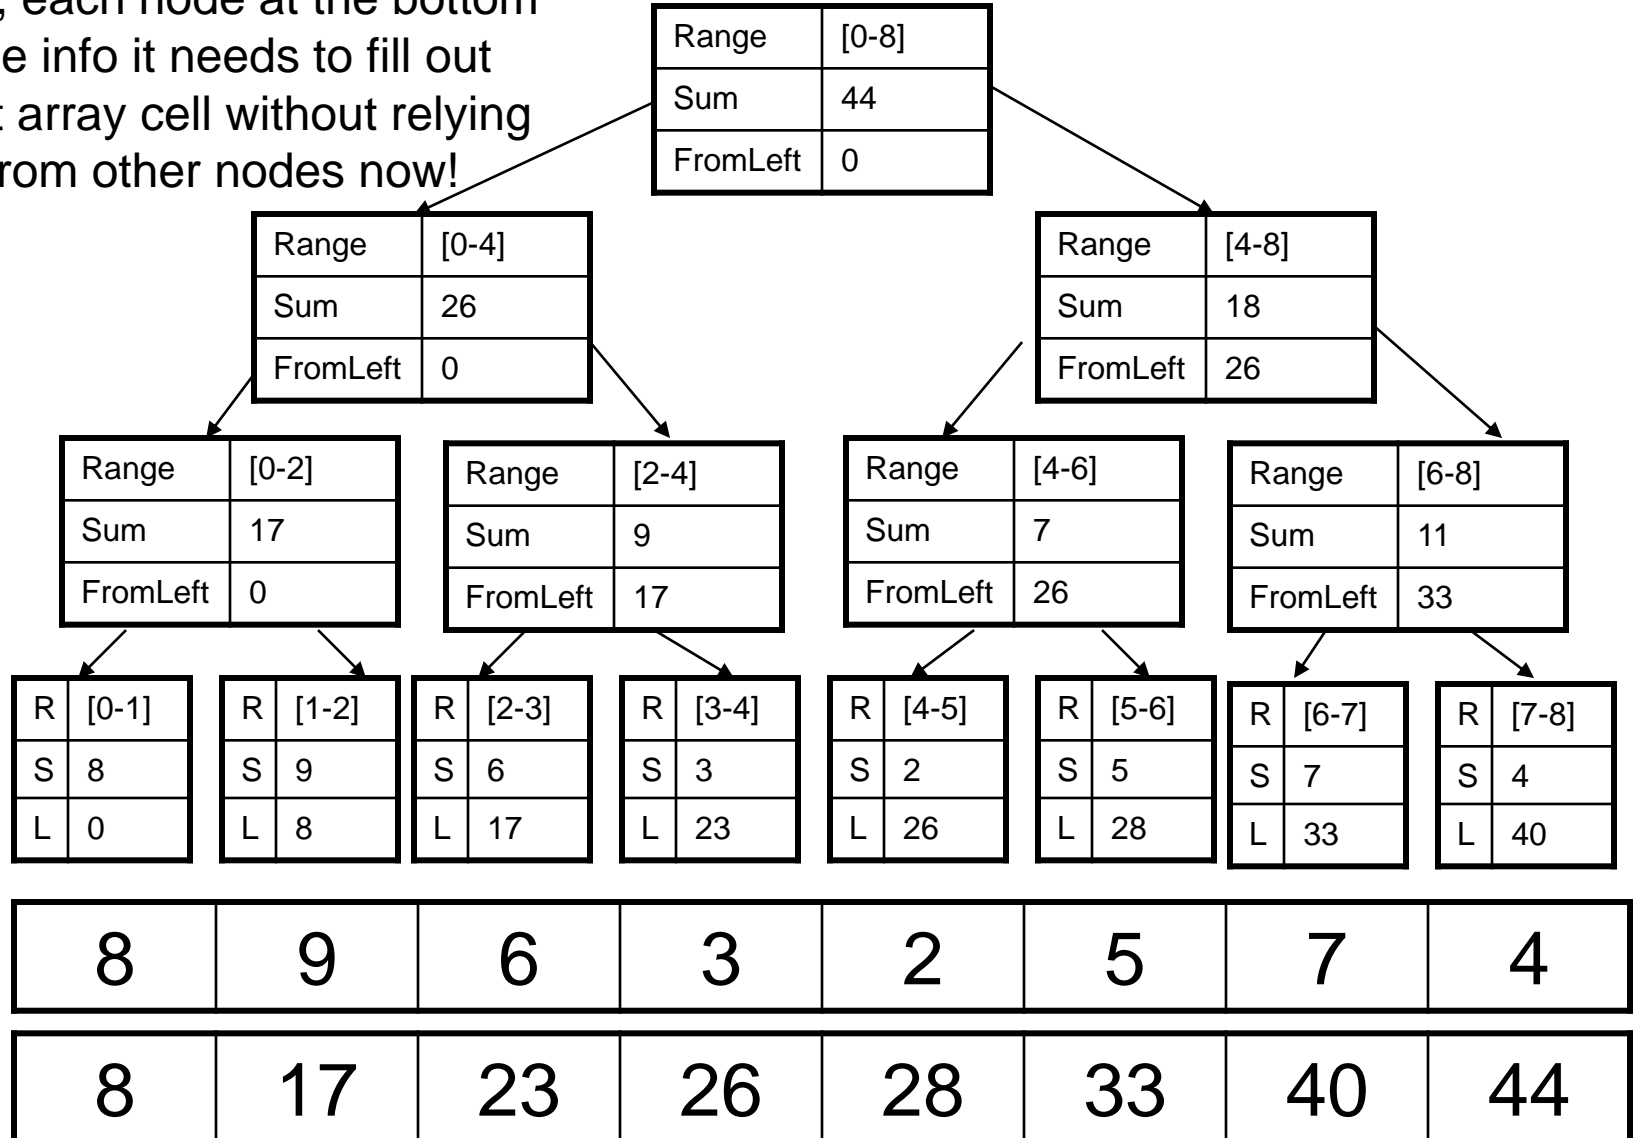 , each node at the bottom
e info it needs to fill out
t array cell without relying
rom other nodes now!
Range [0-8]
Sum 44
FromLeft 0
Range [0-4]
Sum 26
FromLeft 0
Range [4-8]
Sum 18
FromLeft 26
Range [0-2]
Sum 17
FromLeft 0
Range [2-4]
Sum 9
FromLeft 17
Range [4-6]
Sum 7
FromLeft 26
Range [6-8]
Sum 11
FromLeft 33
R [0-1]
S 8
L 0
R [1-2]
S 9
L 8
R [2-3]
S 6
L 17
R [3-4]
S 3
L 23
R [4-5]
S 2
L 26
R [5-6]
S 5
L 28
R [6-7]
S 7
L 33
R [7-8]
S 4
L 40
8 9 6 3 2 5 7 4
8 17 23 26 28 33 40 44